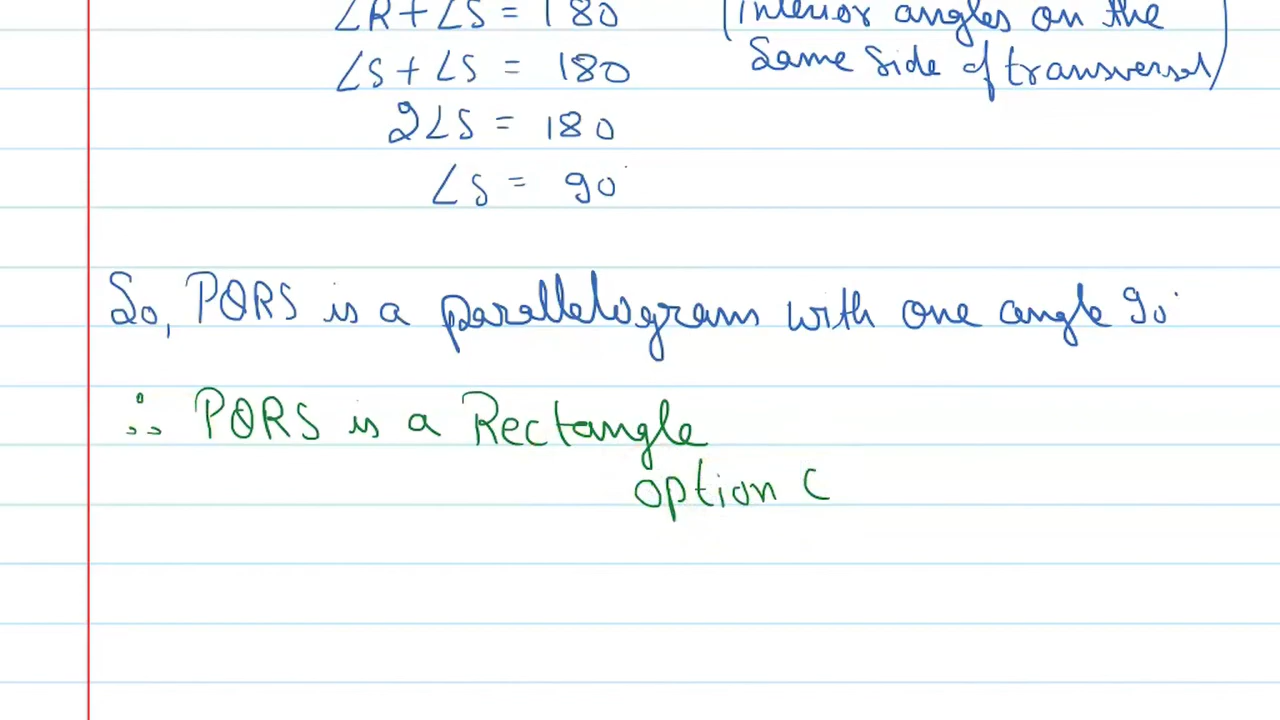 ∠R + ∠S = 180 (interior angles on the
∠S + ∠S = 180 Same side of transversal)
2∠S = 180
∠S = 90°
So, PQRS is a parallelogram with one angle 90°
∴ PQRS is a Rectangle
option C